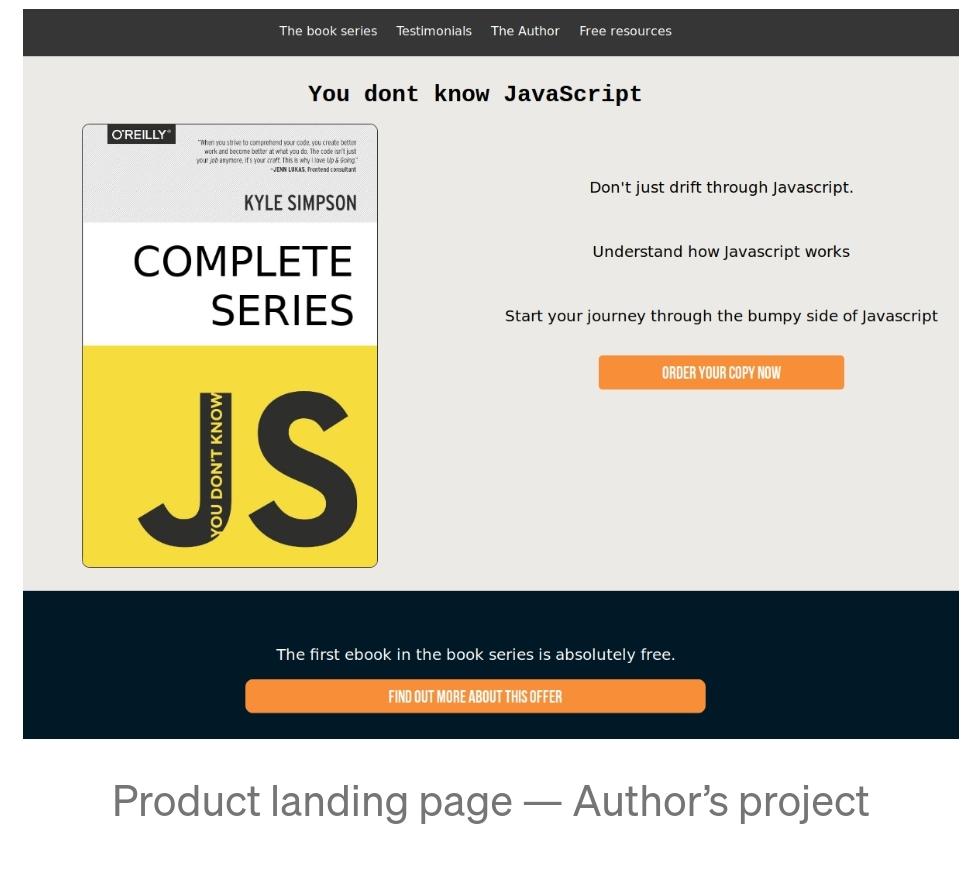 The book series Testimonials The Author Free resources
You dont know JavaScript
O'REILLY®
"When you strive to comprehend your code, you create better
work and become better at what you do. The code isn't just
your job anymore, it's your craft. This is why I love Up & Going."
–JENN LUKAS, Frontend consultant
KYLE SIMPSON
COMPLETE
SERIES
YOU DON'T KNOW
JS
Don't just drift through Javascript.
Understand how Javascript works
Start your journey through the bumpy side of Javascript
ORDER YOUR COPY NOW
The first ebook in the book series is absolutely free.
FIND OUT MORE ABOUT THIS OFFER
Product landing page — Author’s project